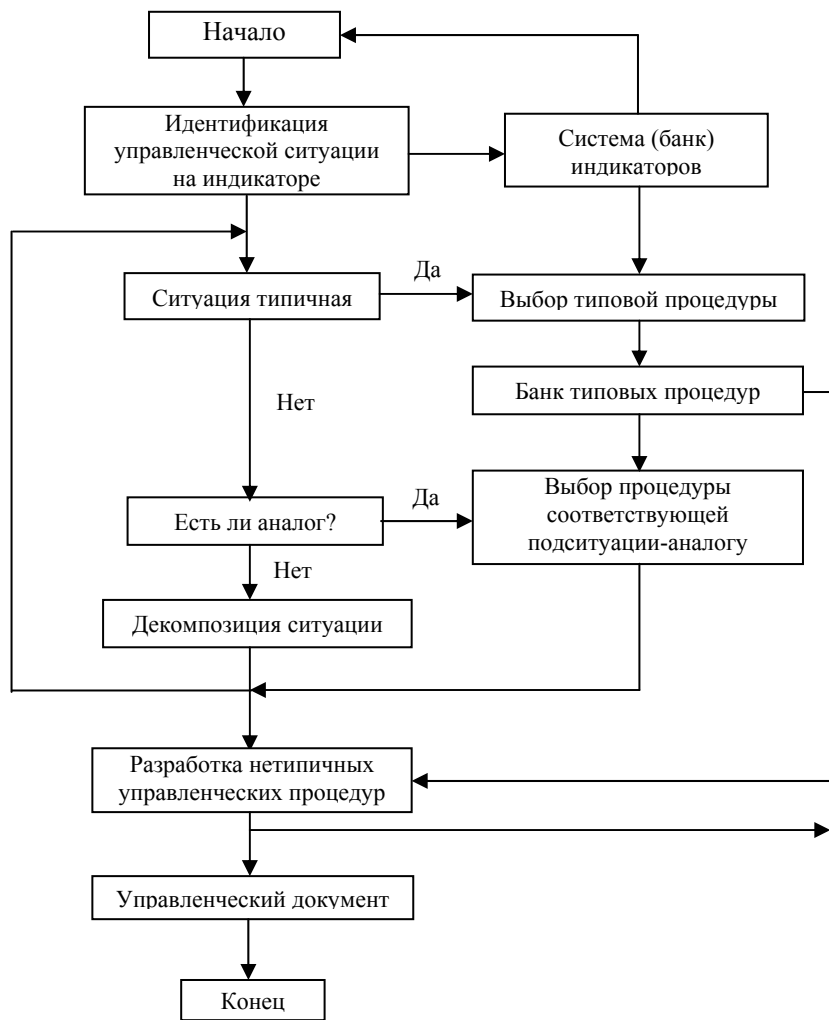 Начало
Идентификация
управленческой ситуации
на индикаторе
Система (банк)
индикаторов
Ситуация типичная
Да
Выбор типовой процедуры
Банк типовых процедур
Нет
Есть ли аналог?
Да
Выбор процедуры
соответствующей
подситуации-аналогу
Нет
Декомпозиция ситуации
Разработка нетипичных
управленческих процедур
Управленческий документ
Конец